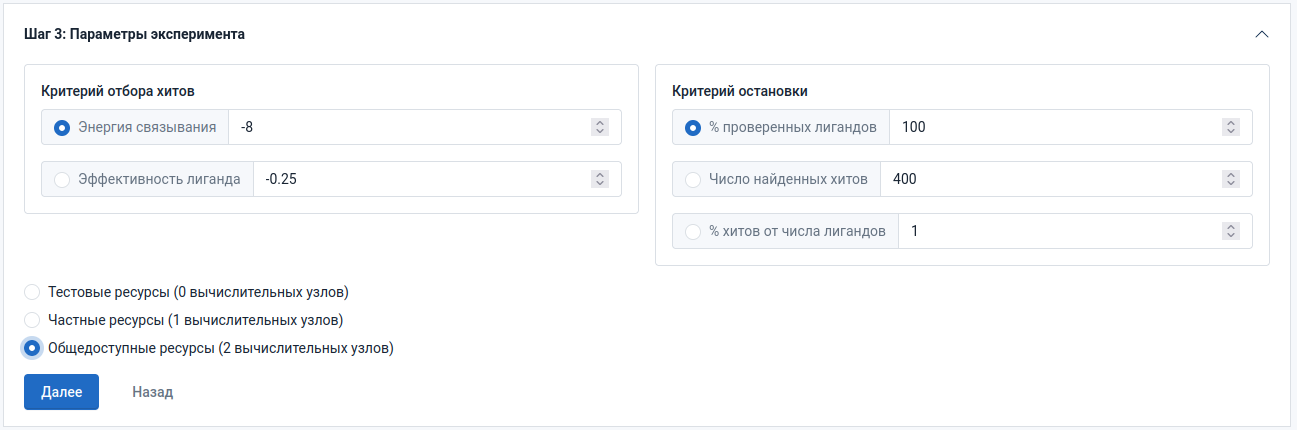 Шаг 3: Параметры эксперимента
Критерий отбора хитов
Энергия связывания -8
Эффективность лиганда -0.25
Критерий остановки
% проверенных лигандов 100
Число найденных хитов 400
% хитов от числа лигандов 1
Тестовые ресурсы (0 вычислительных узлов)
Частные ресурсы (1 вычислительных узлов)
Общедоступные ресурсы (2 вычислительных узлов)
Далее Назад